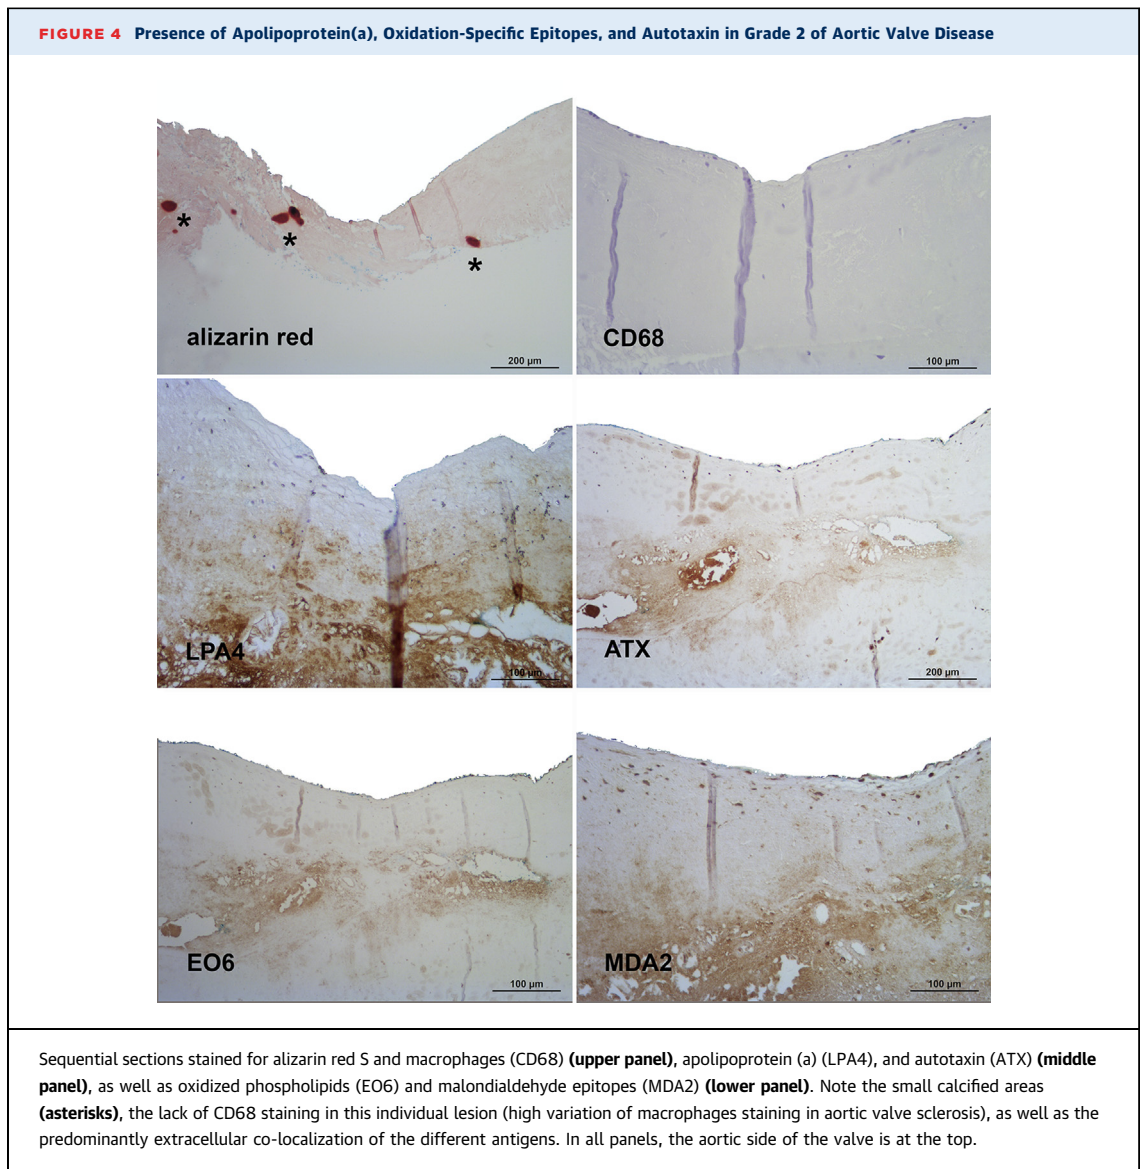 FIGURE 4 Presence of Apolipoprotein(a), Oxidation-Specific Epitopes, and Autotaxin in Grade 2 of Aortic Valve Disease
*
*
*
alizarin red
200 µm
CD68
100 µm
LPA4
100 µm
ATX
200 µm
EO6
100 µm
MDA2
100 µm
Sequential sections stained for alizarin red S and macrophages (CD68) (upper panel), apolipoprotein (a) (LPA4), and autotaxin (ATX) (middle
panel), as well as oxidized phospholipids (EO6) and malondialdehyde epitopes (MDA2) (lower panel). Note the small calcified areas
(asterisks), the lack of CD68 staining in this individual lesion (high variation of macrophages staining in aortic valve sclerosis), as well as the
predominantly extracellular co-localization of the different antigens. In all panels, the aortic side of the valve is at the top.